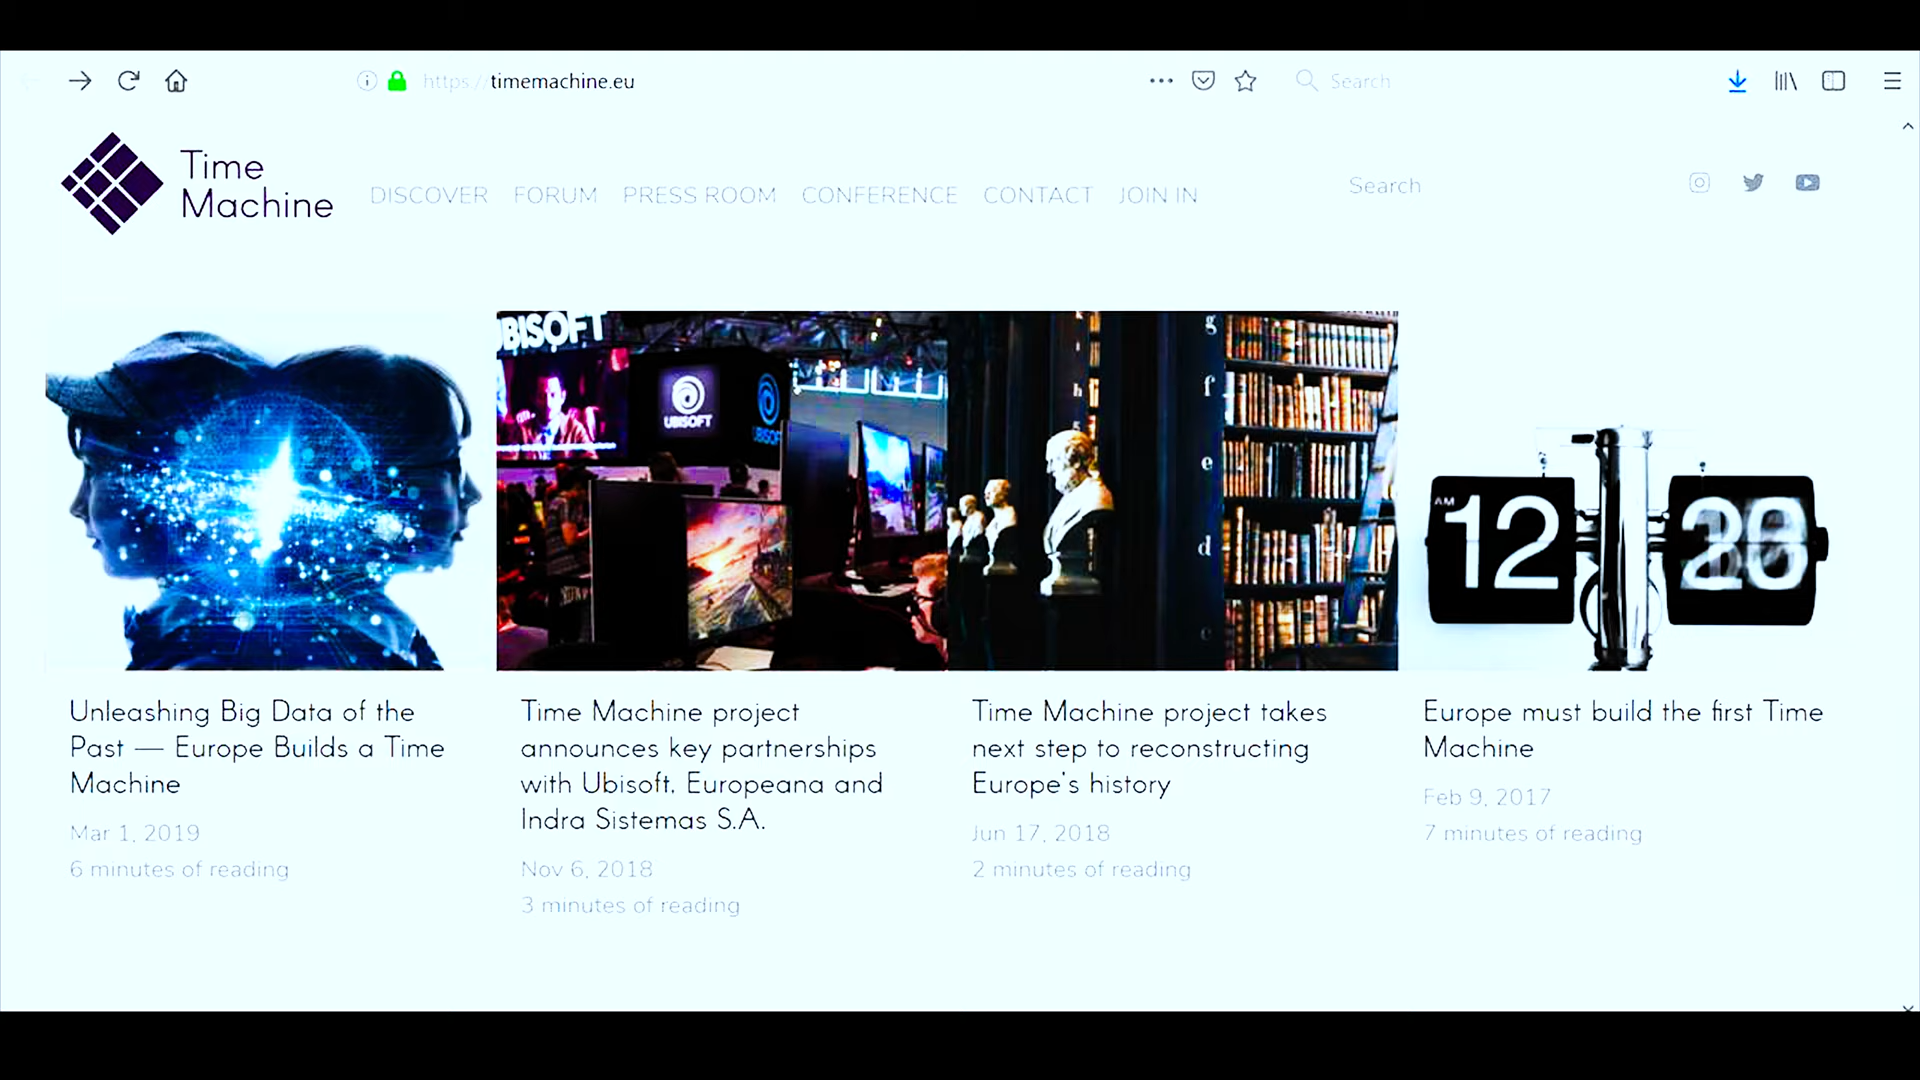 https://timemachine.eu
Search
Time
Machine
DISCOVER FORUM PRESS ROOM CONFERENCE CONTACT JOIN IN
Search
UBISOFT
UBISOFT
g
f
e
d
c
AM 12
Unleashing Big Data of the
Past — Europe Builds a Time
Machine
Mar 1, 2019
6 minutes of reading
Time Machine project
announces key partnerships
with Ubisoft, Europeana and
Indra Sistemas S.A.
Nov 6, 2018
3 minutes of reading
Time Machine project takes
next step to reconstructing
Europe's history
Jun 17, 2018
2 minutes of reading
Europe must build the first Time
Machine
Feb 9, 2017
7 minutes of reading